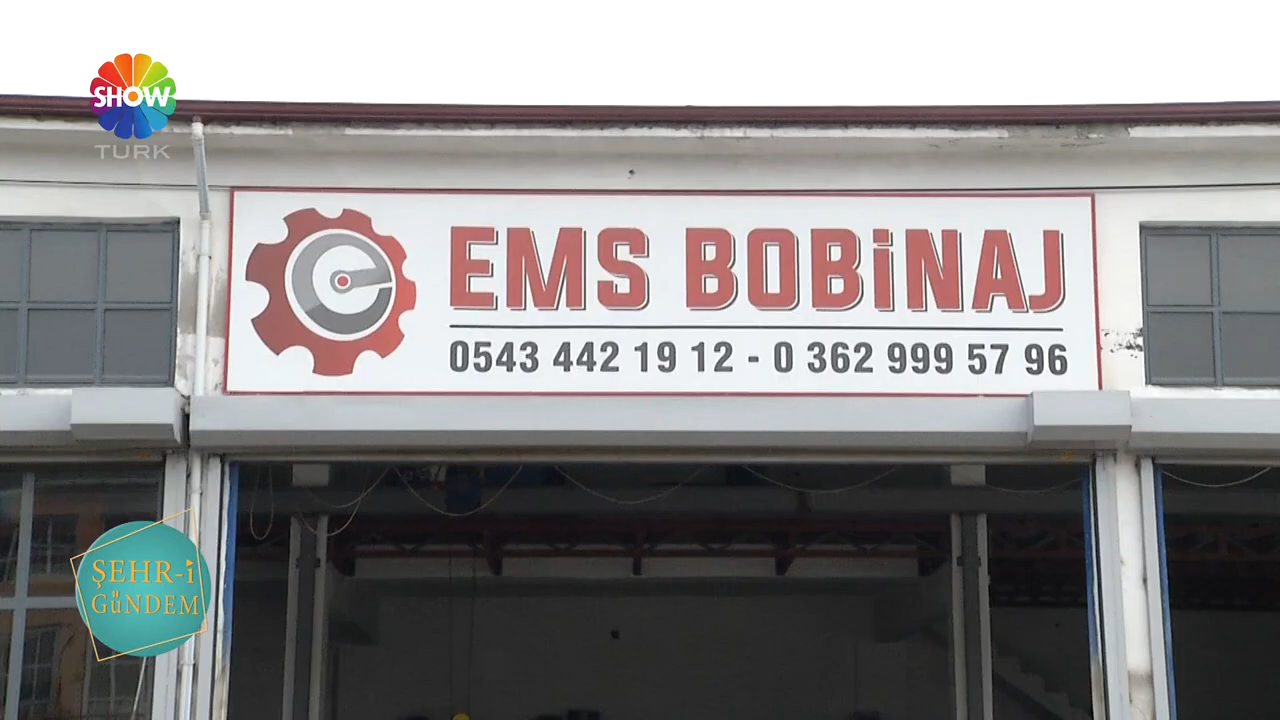 SHOW
TURK
EMS BOBiNAJ
0543 442 19 12 - 0 362 999 57 96
ŞEHR-i
GüNDEM